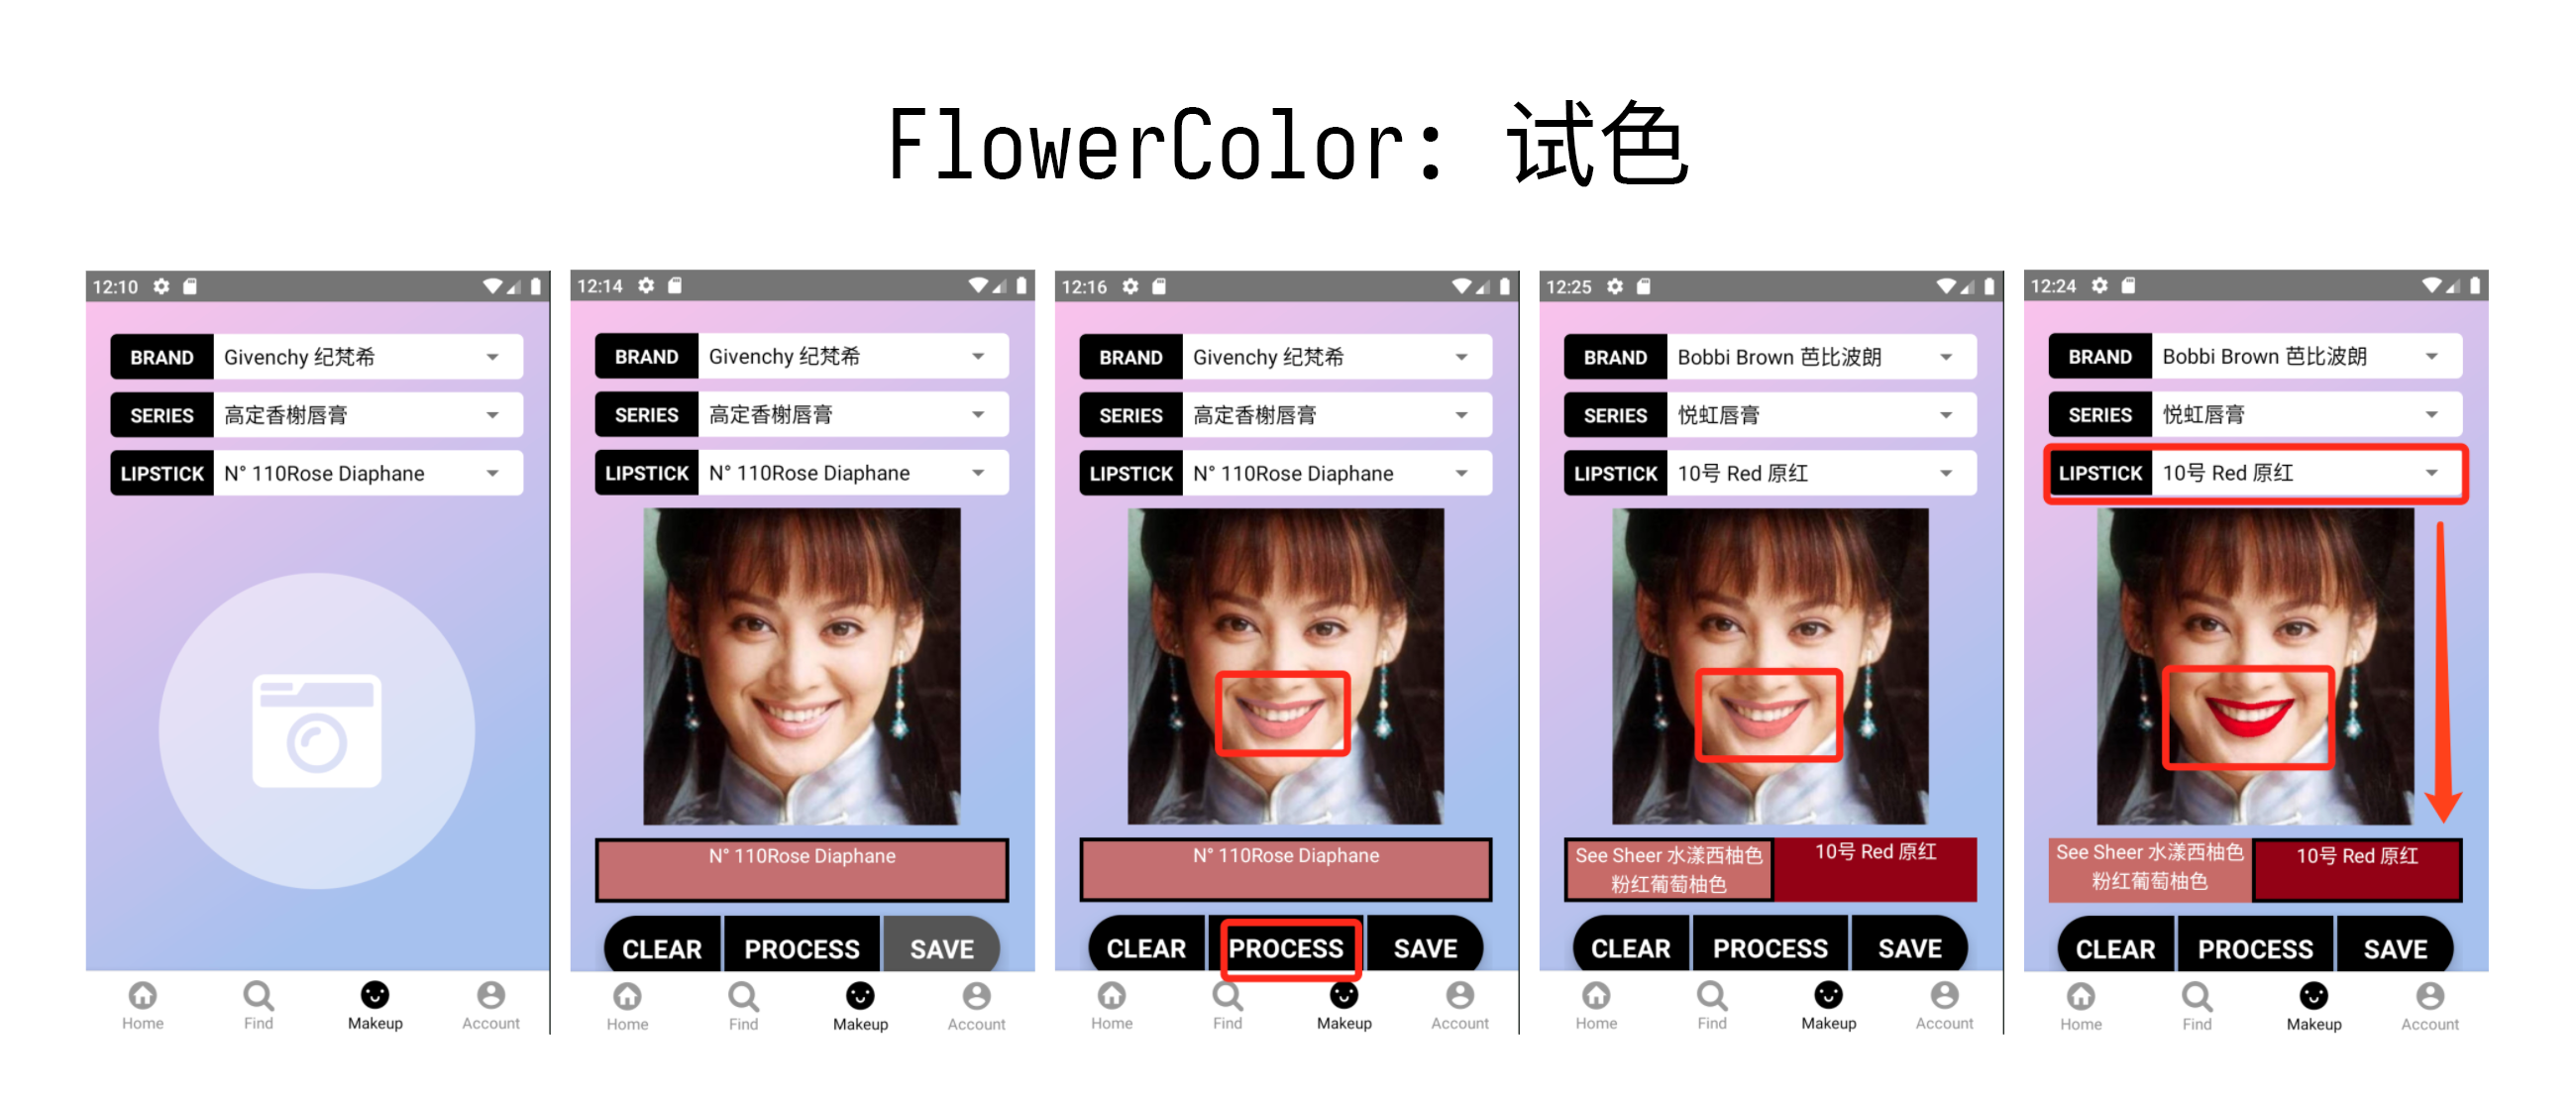 FlowerColor: 试色
12:10
BRAND Givenchy 纪梵希
SERIES 高定香榭唇膏
LIPSTICK N° 110Rose Diaphane
Home Find Makeup Account
12:14
BRAND Givenchy 纪梵希
SERIES 高定香榭唇膏
LIPSTICK N° 110Rose Diaphane
N° 110Rose Diaphane
CLEAR PROCESS SAVE
Home Find Makeup Account
12:16
BRAND Givenchy 纪梵希
SERIES 高定香榭唇膏
LIPSTICK N° 110Rose Diaphane
N° 110Rose Diaphane
CLEAR PROCESS SAVE
Home Find Makeup Account
12:25
BRAND Bobbi Brown 芭比波朗
SERIES 悦虹唇膏
LIPSTICK 10号 Red 原红
See Sheer 水漾西柚色
粉红葡萄柚色
10号 Red 原红
CLEAR PROCESS SAVE
Home Find Makeup Account
12:24
BRAND Bobbi Brown 芭比波朗
SERIES 悦虹唇膏
LIPSTICK 10号 Red 原红
See Sheer 水漾西柚色
粉红葡萄柚色
10号 Red 原红
CLEAR PROCESS SAVE
Home Find Makeup Account